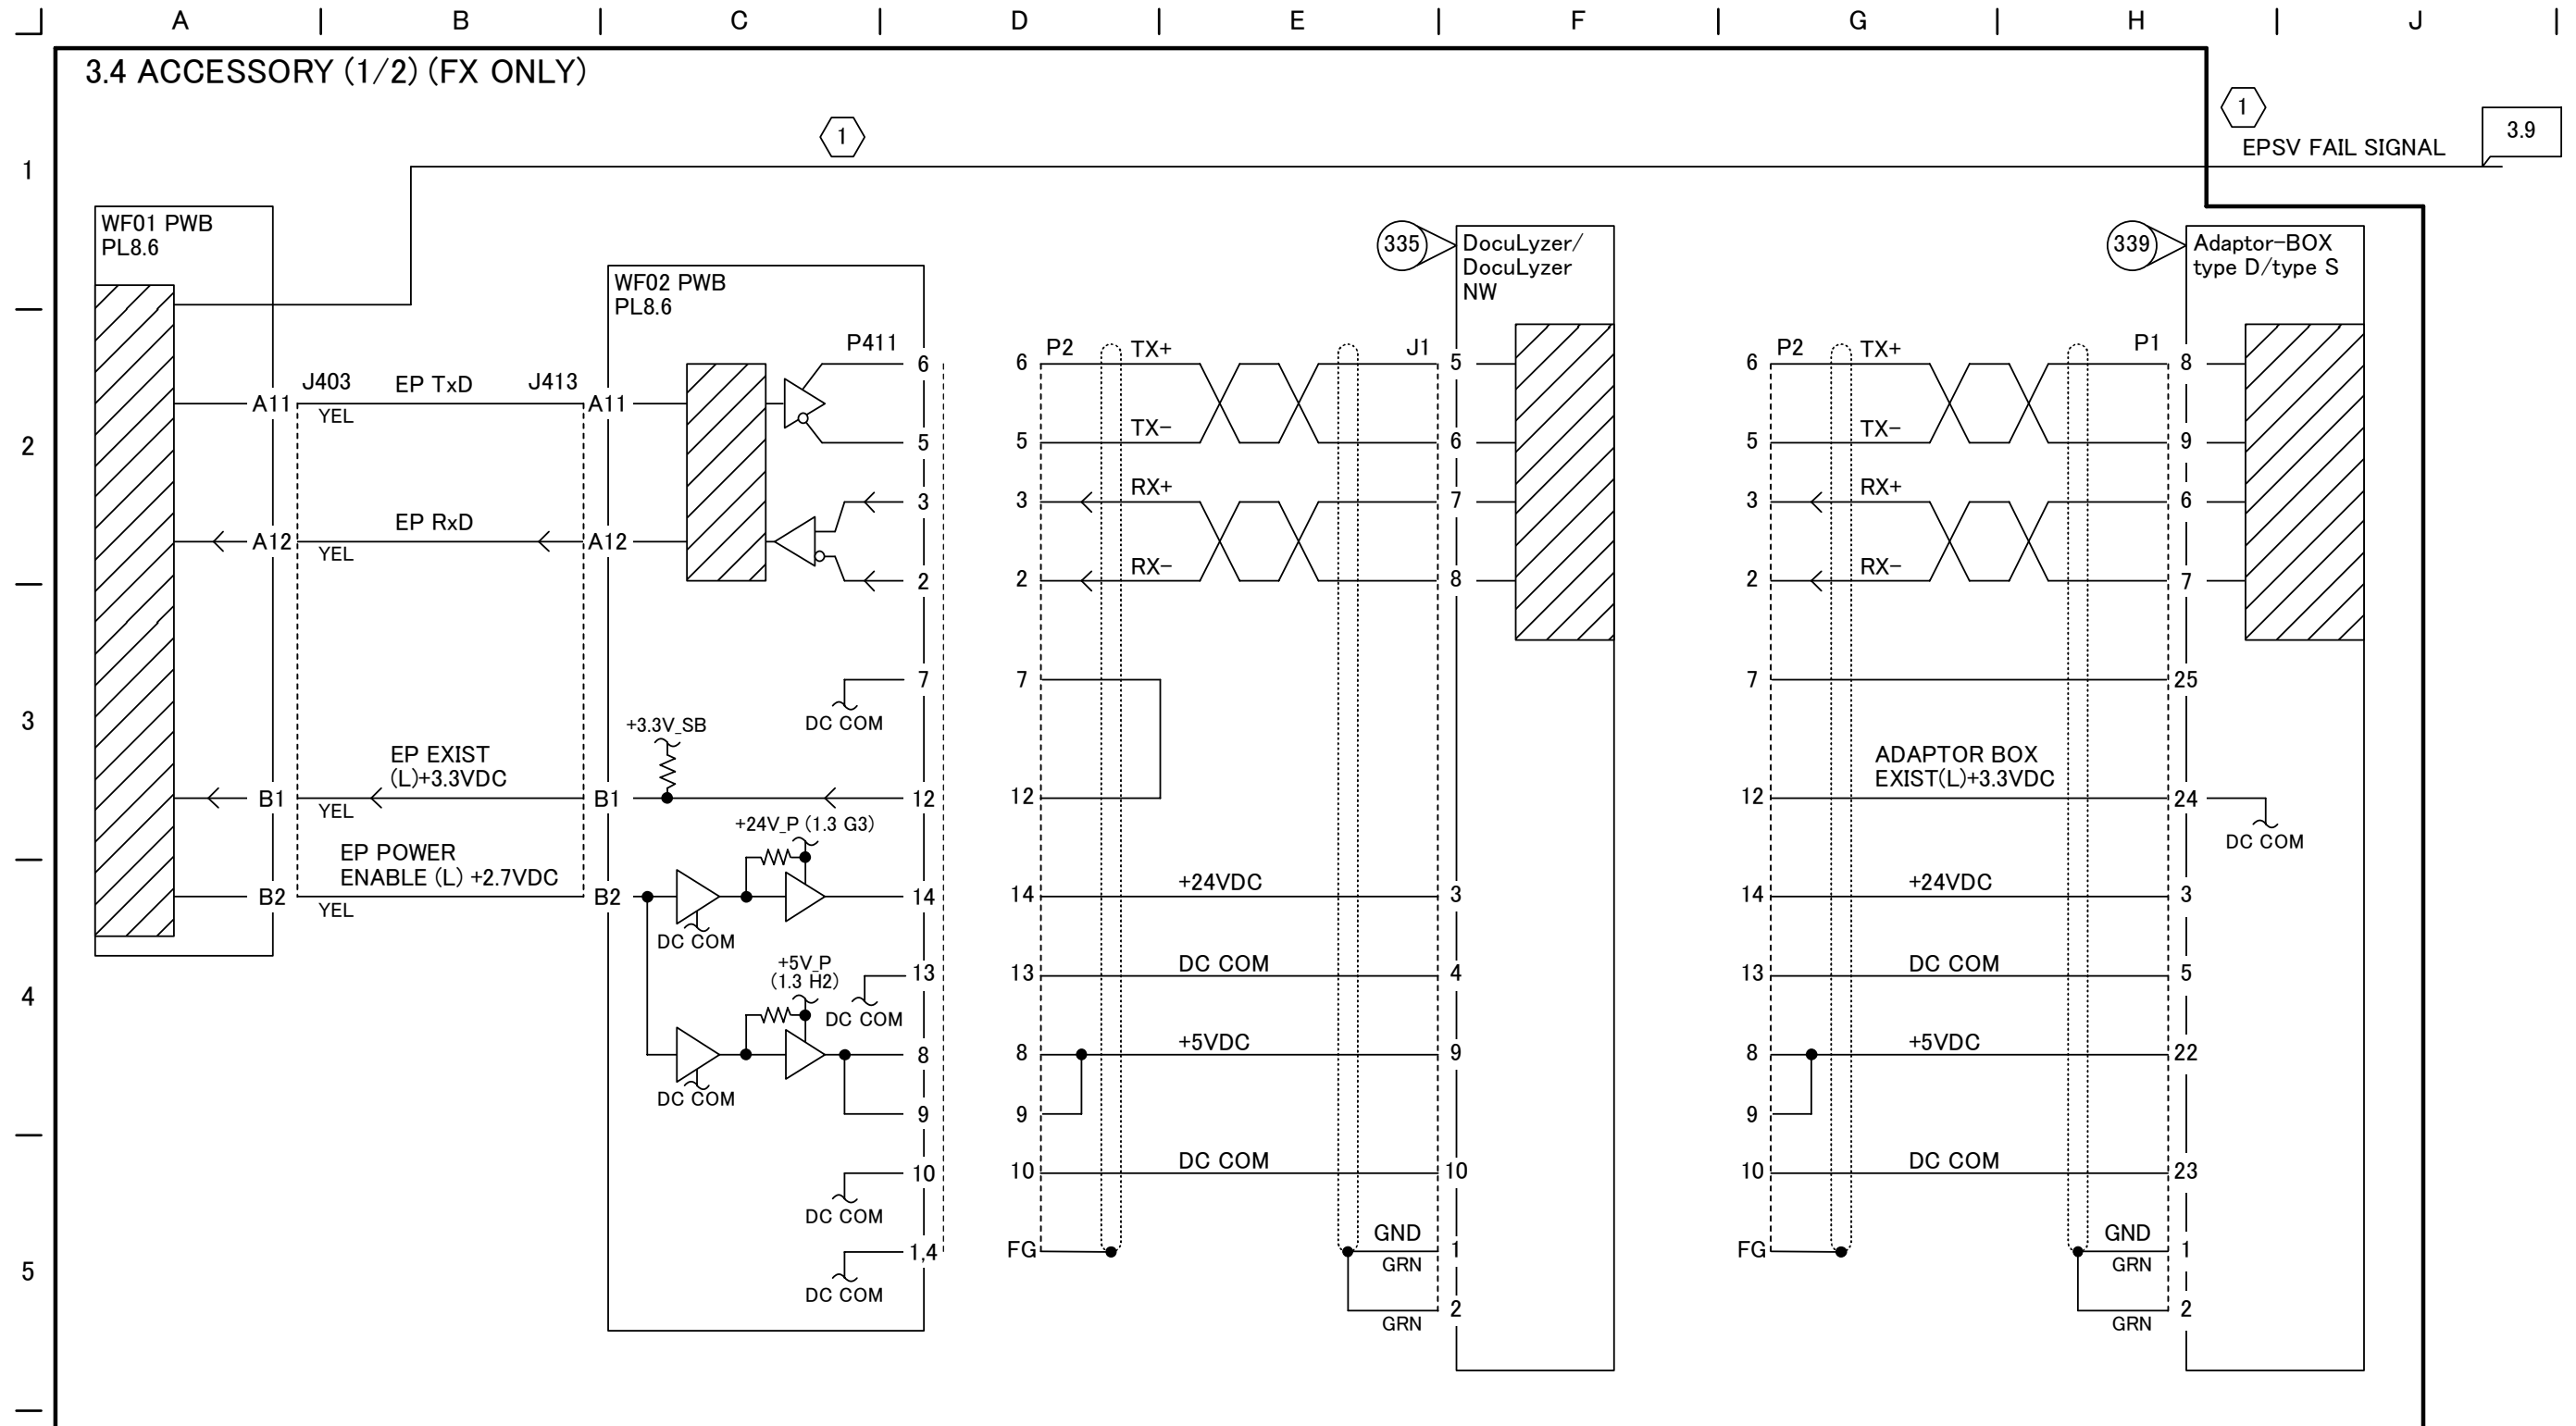 A B C D E F G H J
3.4 ACCESSORY (1/2) (FX ONLY)
1
1
EPSV FAIL SIGNAL
3.9
1
2
3
4
5
WF01 PWB
PL8.6
A11
A12
B1
B2
J403
J413
EP TxD
YEL
EP RxD
YEL
EP EXIST
(L)+3.3VDC
YEL
EP POWER
ENABLE (L) +2.7VDC
YEL
WF02 PWB
PL8.6
A11
A12
B1
B2
P411
6
5
3
2
7
DC COM
+3.3V_SB
12
+24V_P (1.3 G3)
14
DC COM
+5V_P
(1.3 H2)
13
DC COM
8
DC COM
9
10
DC COM
1,4
DC COM
335
DocuLyzer/
DocuLyzer
NW
P2
J1
6 TX+ 5
5 TX- 6
3 RX+ 7
2 RX- 8
7
12
14 +24VDC 3
13 DC COM 4
8 +5VDC 9
9
10 DC COM 10
FG
GND 1
GRN
2
GRN
339
Adaptor-BOX
type D/type S
P2
P1
6 TX+ 8
5 TX- 9
3 RX+ 6
2 RX- 7
7 25
ADAPTOR BOX
EXIST(L)+3.3VDC
12 24
DC COM
14 +24VDC 3
13 DC COM 5
8 +5VDC 22
9
10 DC COM 23
FG
GND 1
GRN
2
GRN